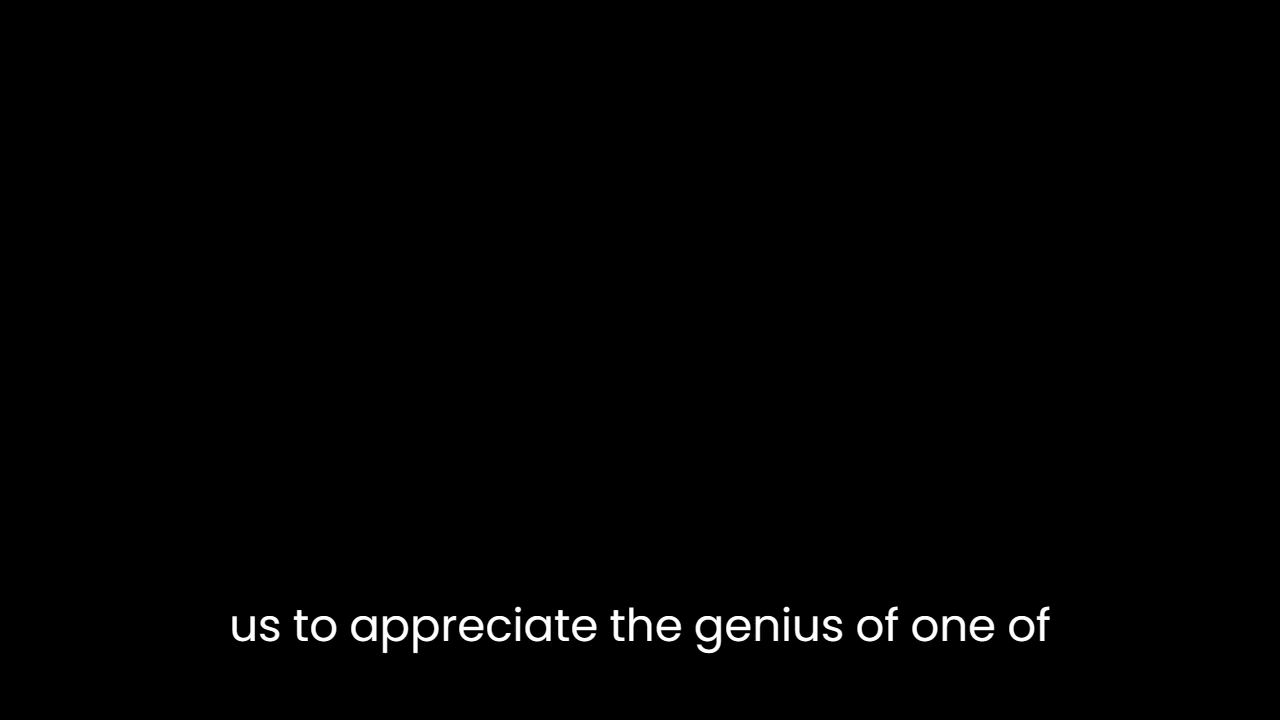 us to appreciate the genius of one of